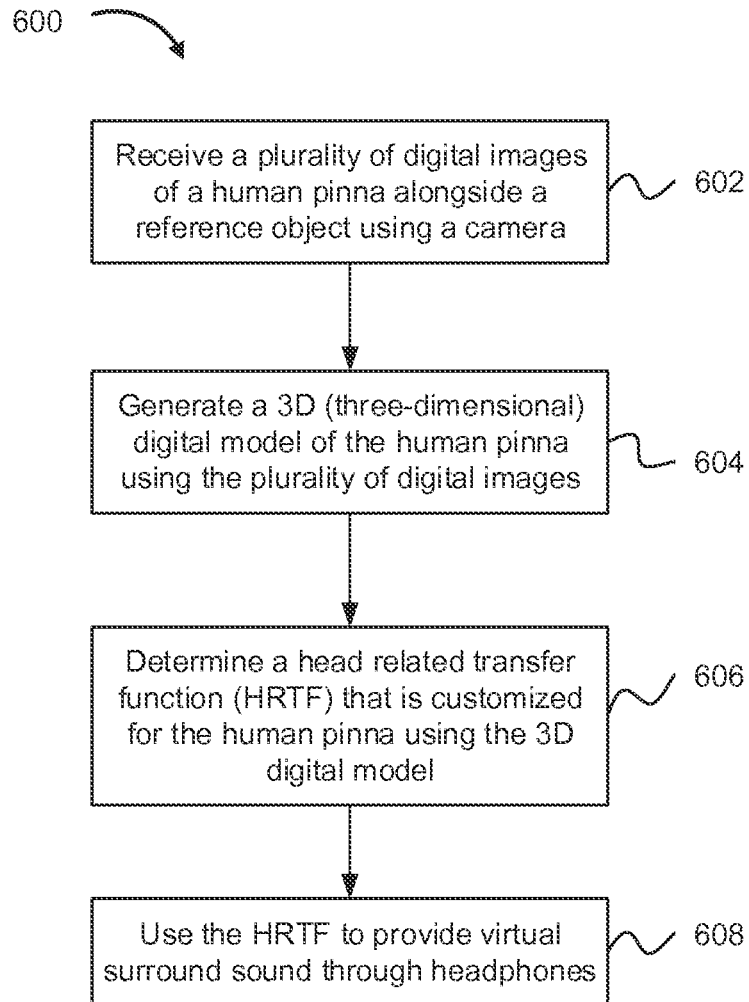 600
Receive a plurality of digital images
of a human pinna alongside a
reference object using a camera
602
Generate a 3D (three-dimensional)
digital model of the human pinna
using the plurality of digital images
604
Determine a head related transfer
function (HRTF) that is customized
for the human pinna using the 3D
digital model
606
Use the HRTF to provide virtual
surround sound through headphones
608